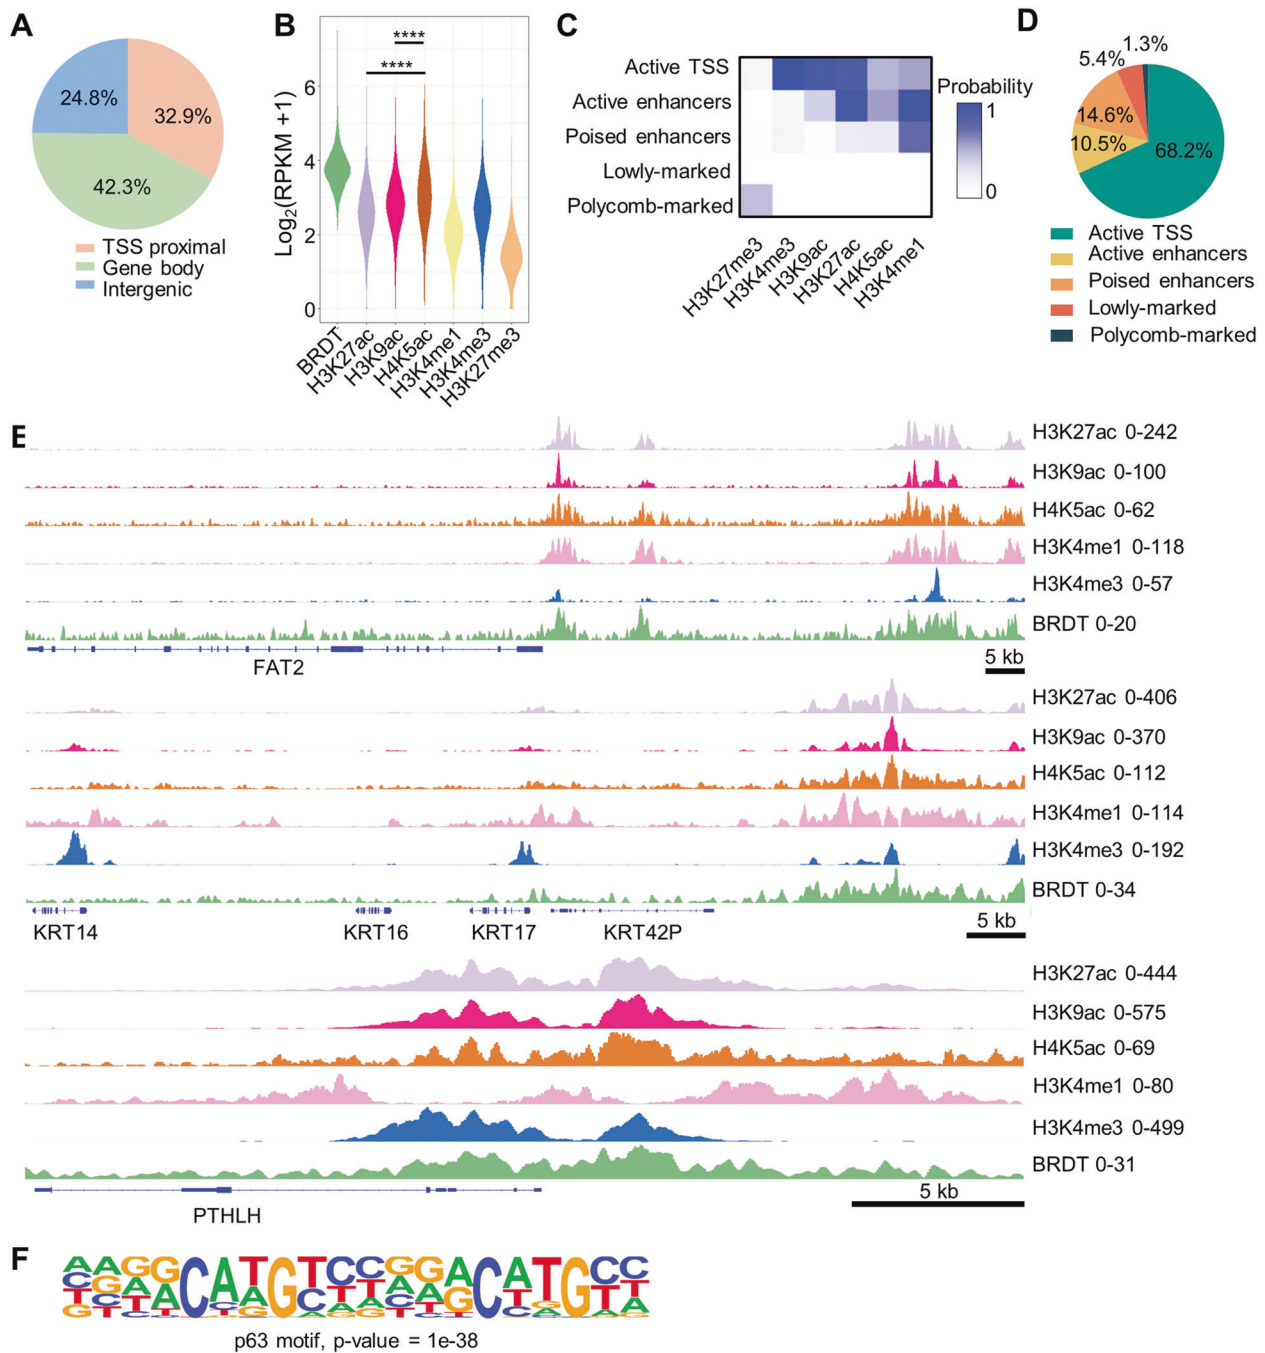 A
24.8%
32.9%
42.3%
TSS proximal
Gene body
Intergenic
B
****
****
Log2(RPKM +1)
6
4
2
0
BRDT
H3K27ac
H3K9ac
H4K5ac
H3K4me1
H3K4me3
H3K27me3
C
Active TSS
Active enhancers
Poised enhancers
Lowly-marked
Polycomb-marked
H3K27me3
H3K4me3
H3K9ac
H3K27ac
H4K5ac
H3K4me1
Probability
1
0
D
1.3%
5.4%
14.6%
10.5%
68.2%
Active TSS
Active enhancers
Poised enhancers
Lowly-marked
Polycomb-marked
E
H3K27ac 0-242
H3K9ac 0-100
H4K5ac 0-62
H3K4me1 0-118
H3K4me3 0-57
BRDT 0-20
5 kb
FAT2
H3K27ac 0-406
H3K9ac 0-370
H4K5ac 0-112
H3K4me1 0-114
H3K4me3 0-192
BRDT 0-34
KRT14 KRT16 KRT17 KRT42P
5 kb
H3K27ac 0-444
H3K9ac 0-575
H4K5ac 0-69
H3K4me1 0-80
H3K4me3 0-499
BRDT 0-31
5 kb
PTHLH
F
AAGGCATGTCCGGACATGCC
p63 motif, p-value = 1e-38